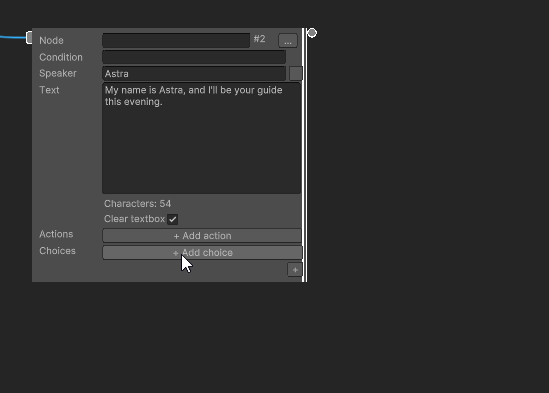 Node #2 ...
Condition
Speaker Astra
Text My name is Astra, and I'll be your guide
this evening.
Characters: 54
Clear textbox
Actions + Add action
Choices + Add choice
+